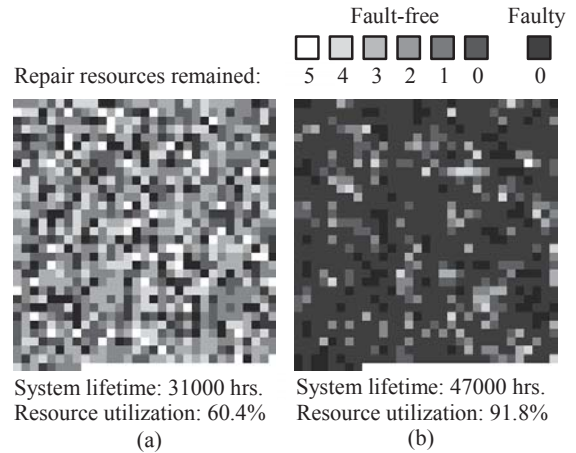 Fault-free Faulty
Repair resources remained: 5 4 3 2 1 0 0
System lifetime: 31000 hrs.
Resource utilization: 60.4%
(a)
System lifetime: 47000 hrs.
Resource utilization: 91.8%
(b)